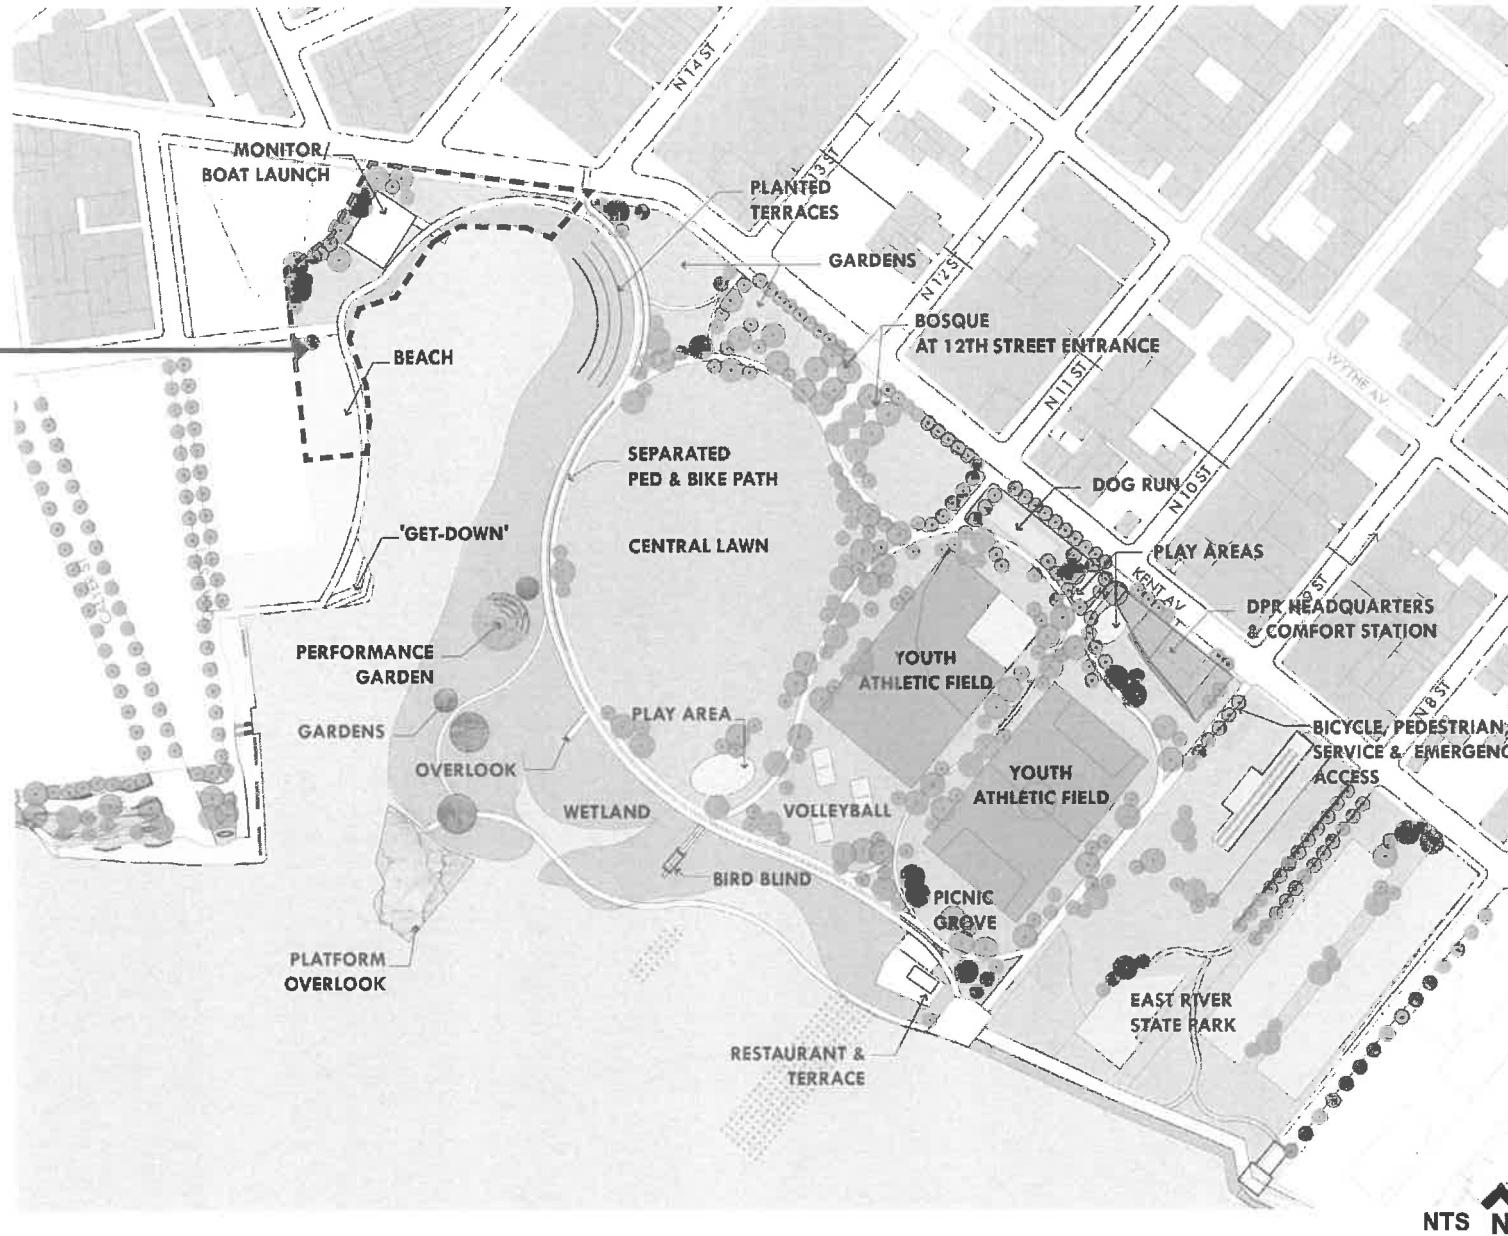 N 14 ST
MONITOR/
BOAT LAUNCH
13 ST
PLANTED
TERRACES
GARDENS
N 12 ST
BOSQUE
AT 12TH STREET ENTRANCE
BEACH
WYTHE AV
N 11 ST
SEPARATED
PED & BIKE PATH
DOG RUN
N 10 ST
'GET-DOWN'
CENTRAL LAWN
PLAY AREAS
KENT AV
9 ST
DPR HEADQUARTERS
& COMFORT STATION
PERFORMANCE
GARDEN
YOUTH
ATHLETIC FIELD
N 8 ST
GARDENS
PLAY AREA
BICYCLE, PEDESTRIAN,
SERVICE & EMERGENC
ACCESS
OVERLOOK
YOUTH
ATHLETIC FIELD
WETLAND
VOLLEYBALL
BIRD BLIND
PICNIC
GROVE
PLATFORM
OVERLOOK
EAST RIVER
STATE PARK
RESTAURANT &
TERRACE
NTS N